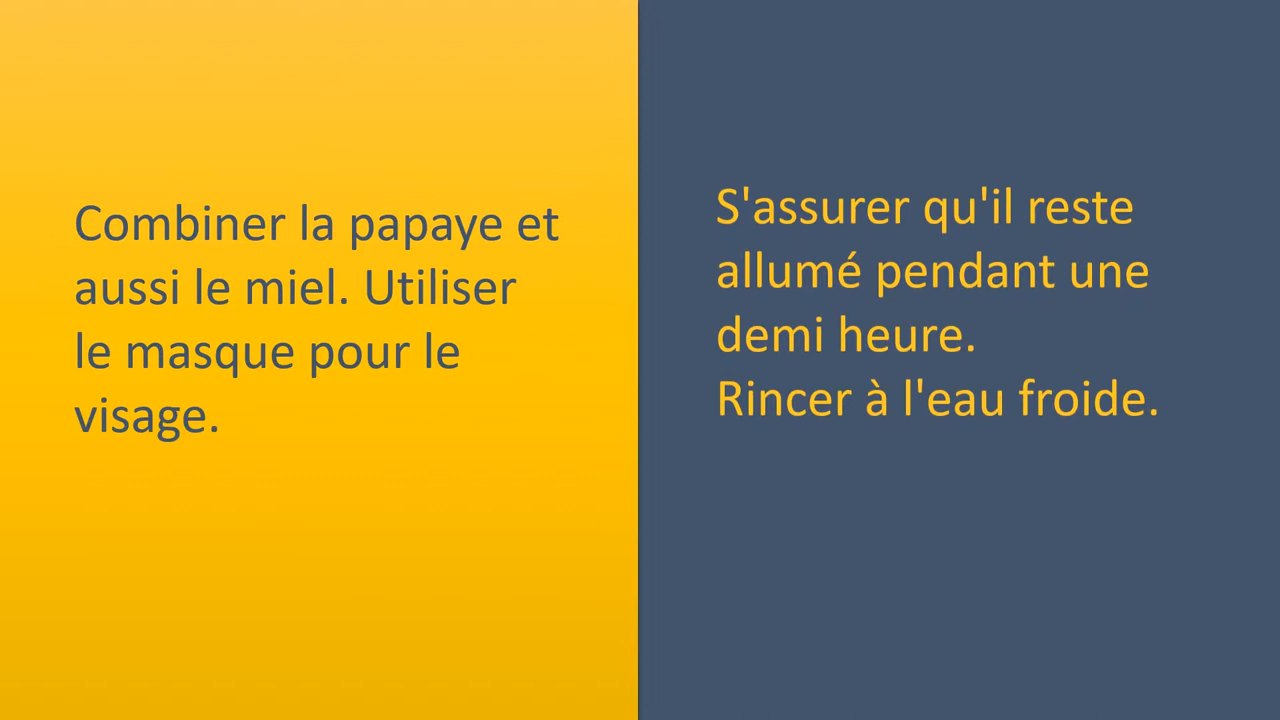 Combiner la papaye et
aussi le miel. Utiliser
le masque pour le
visage.
S'assurer qu'il reste
allumé pendant une
demi heure.
Rincer à l'eau froide.